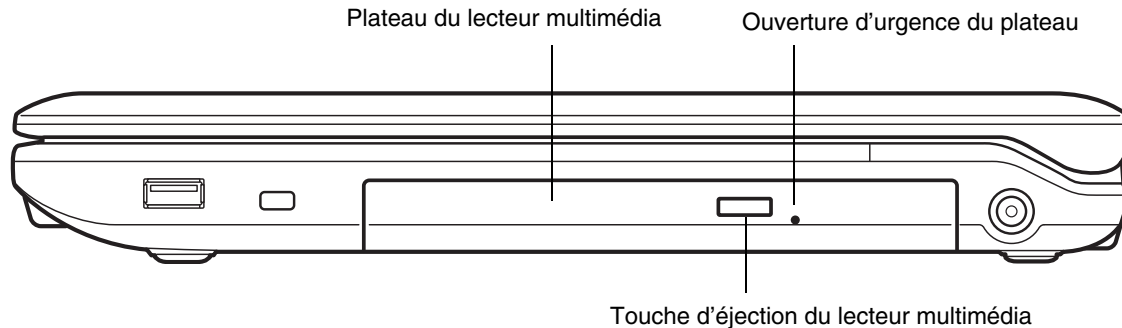 Plateau du lecteur multimédia
Ouverture d’urgence du plateau
Touche d’éjection du lecteur multimédia